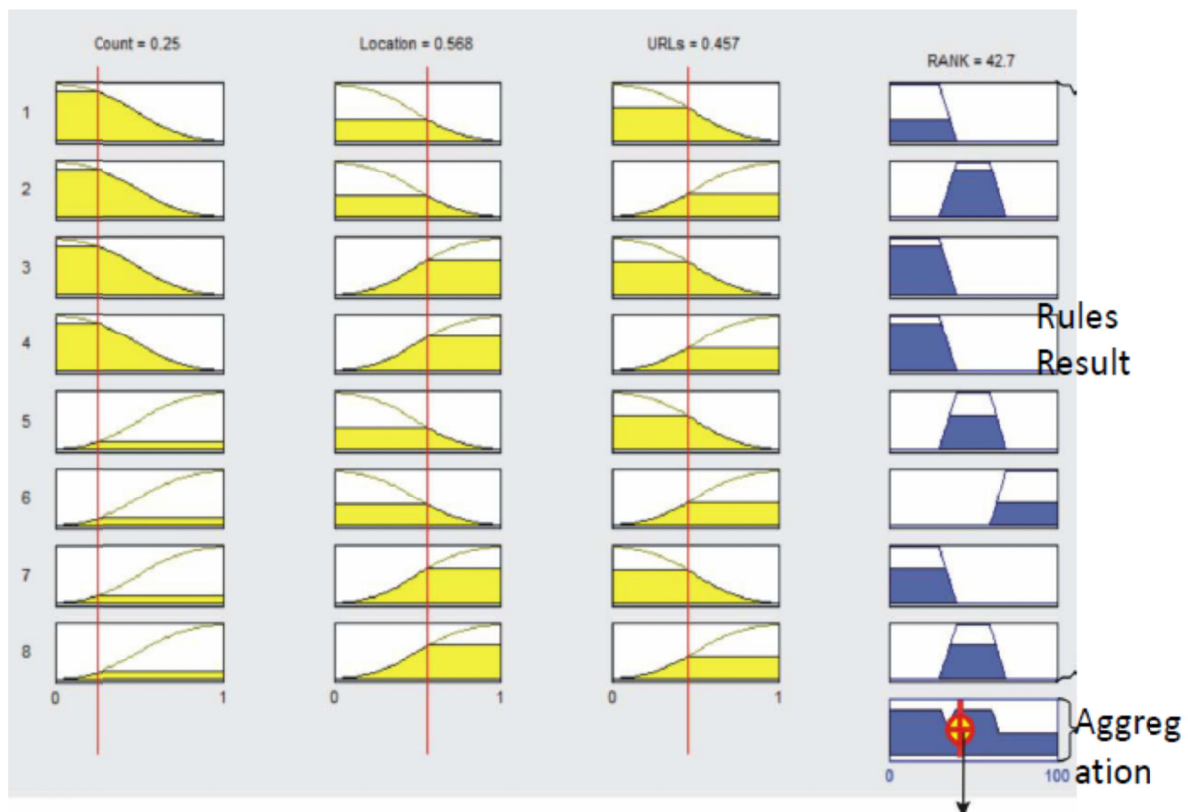 Count = 0.25
Location = 0.568
URLs = 0.457
RANK = 42.7
1
2
3
4
Rules
Result
5
6
7
8
0
1
0
1
0
1
Aggreg
ation
0
100